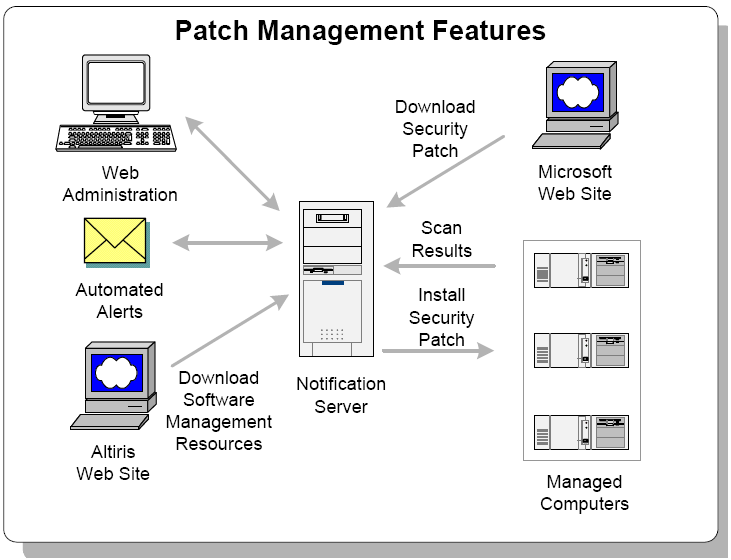 Patch Management Features
Web
Administration
Automated
Alerts
Altiris
Web Site
Download
Software
Management
Resources
Notification
Server
Download
Security
Patch
Microsoft
Web Site
Scan
Results
Install
Security
Patch
Managed
Computers